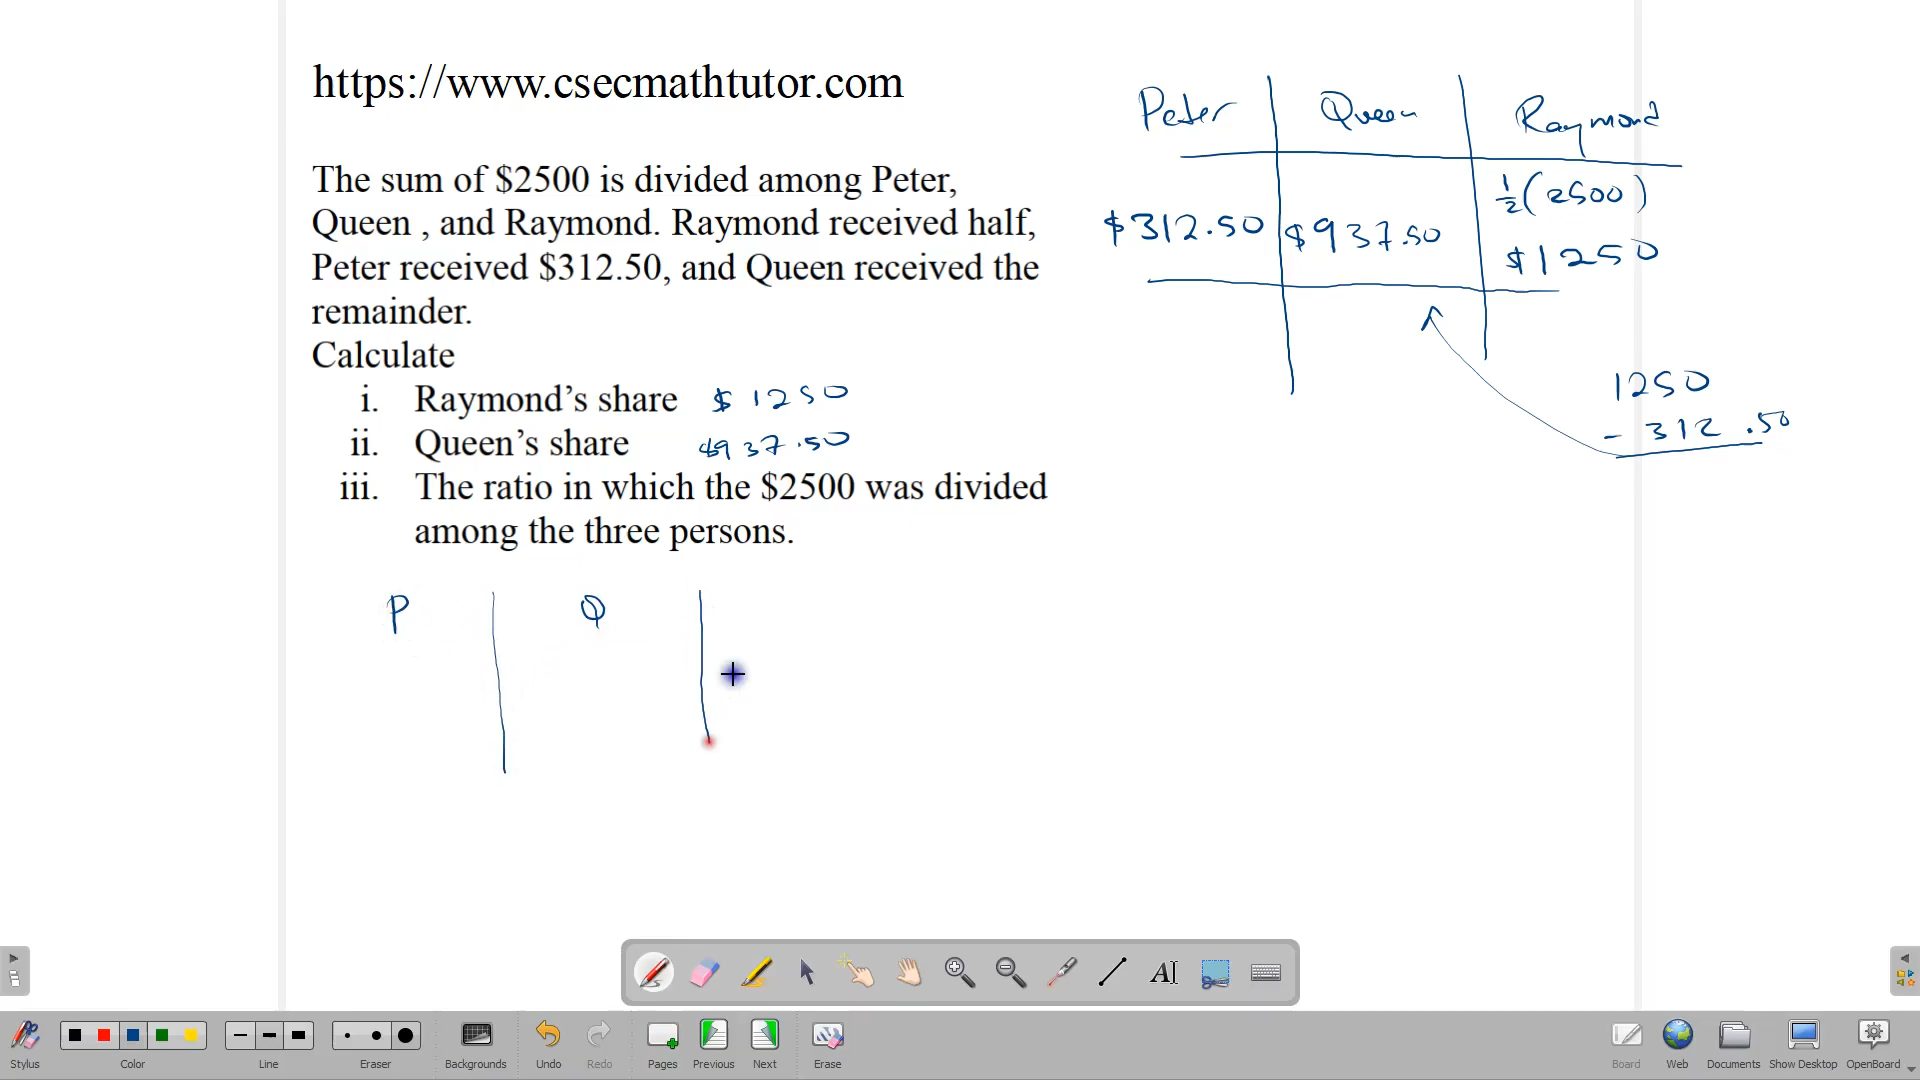 https://www.csecmathtutor.com
The sum of $2500 is divided among Peter,
Queen , and Raymond. Raymond received half,
Peter received $312.50, and Queen received the
remainder.
Calculate
i. Raymond’s share $1250
ii. Queen’s share $937.50
iii. The ratio in which the $2500 was divided
among the three persons.
P Q
Peter Queen Raymond
½(2500)
$312.50 $937.50 $1250
1250
- 312.50
AI
Stylus Color Line Eraser Backgrounds Undo Redo Pages Previous Next Erase Board Web Documents Show Desktop OpenBoard